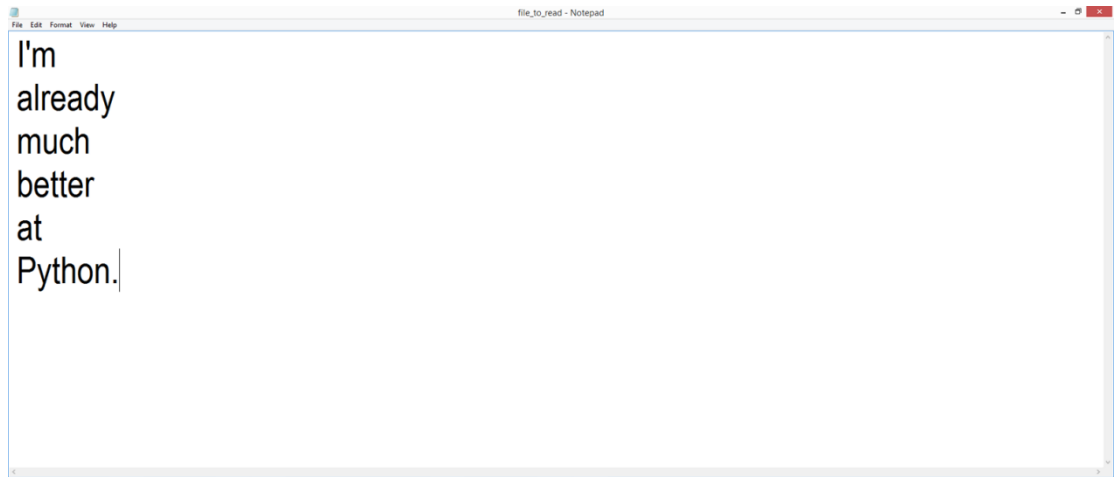 file_to_read - Notepad
File Edit Format View Help
I'm
already
much
better
at
Python.